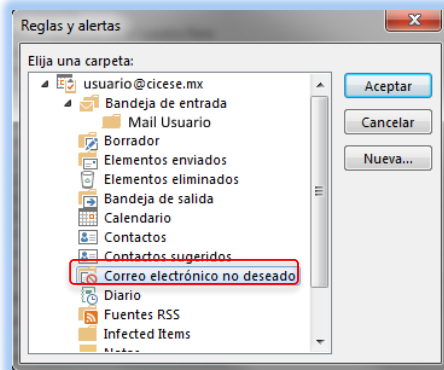 Reglas y alertas
Elija una carpeta:
usuario@cicese.mx
Bandeja de entrada
Mail Usuario
Borrador
Elementos enviados
Elementos eliminados
Bandeja de salida
Calendario
Contactos
Contactos sugeridos
Correo electrónico no deseado
Diario
Fuentes RSS
Infected Items
Notas
Aceptar
Cancelar
Nueva...